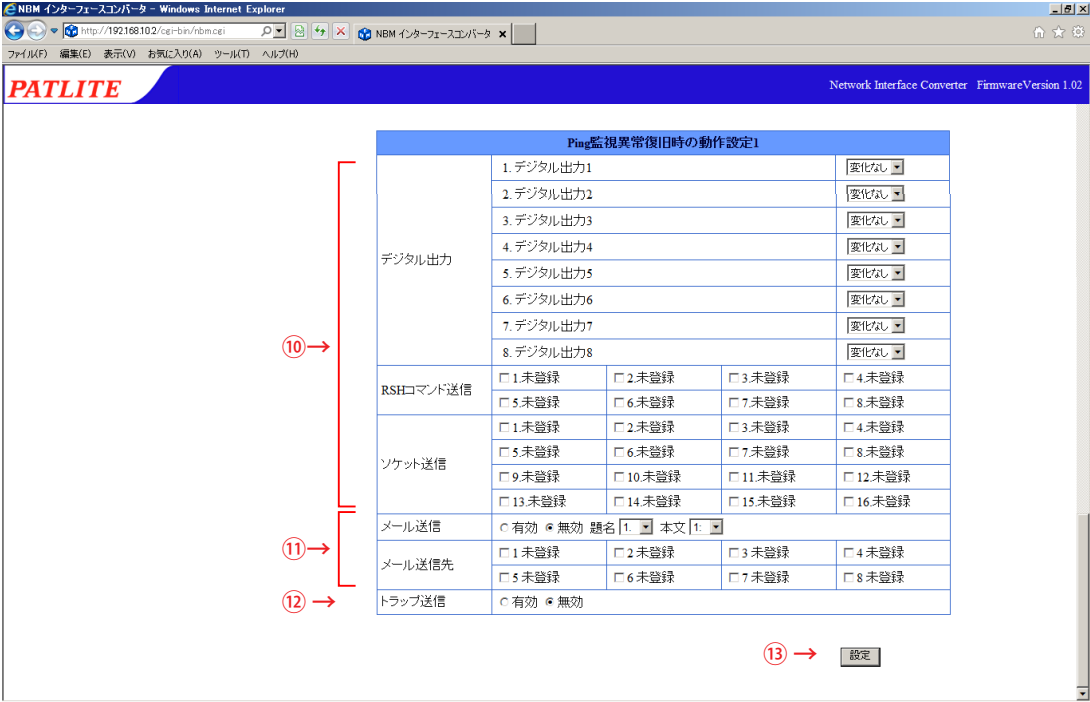 NBM インターフェースコンバータ - Windows Internet Explorer
http://192.168.10.2/cgi-bin/nbm.cgi
NBM インターフェースコンバータ
ファイル(F) 編集(E) 表示(V) お気に入り(A) ツール(T) ヘルプ(H)
PATLITE
Network Interface Converter FirmwareVersion 1.02
Ping監視異常復旧時の動作設定1
デジタル出力
1. デジタル出力1 変化なし
2. デジタル出力2 変化なし
3. デジタル出力3 変化なし
4. デジタル出力4 変化なし
5. デジタル出力5 変化なし
6. デジタル出力6 変化なし
7. デジタル出力7 変化なし
8. デジタル出力8 変化なし
⑩
RSHコマンド送信
1.未登録 2.未登録 3.未登録 4.未登録
5.未登録 6.未登録 7.未登録 8.未登録
ソケット送信
1.未登録 2.未登録 3.未登録 4.未登録
5.未登録 6.未登録 7.未登録 8.未登録
9.未登録 10.未登録 11.未登録 12.未登録
13.未登録 14.未登録 15.未登録 16.未登録
メール送信 有効 無効 題名 1. 本文 1:
⑪
メール送信先
1 未登録 2 未登録 3 未登録 4 未登録
5 未登録 6 未登録 7 未登録 8 未登録
⑫ トラップ送信 有効 無効
⑬ 設定